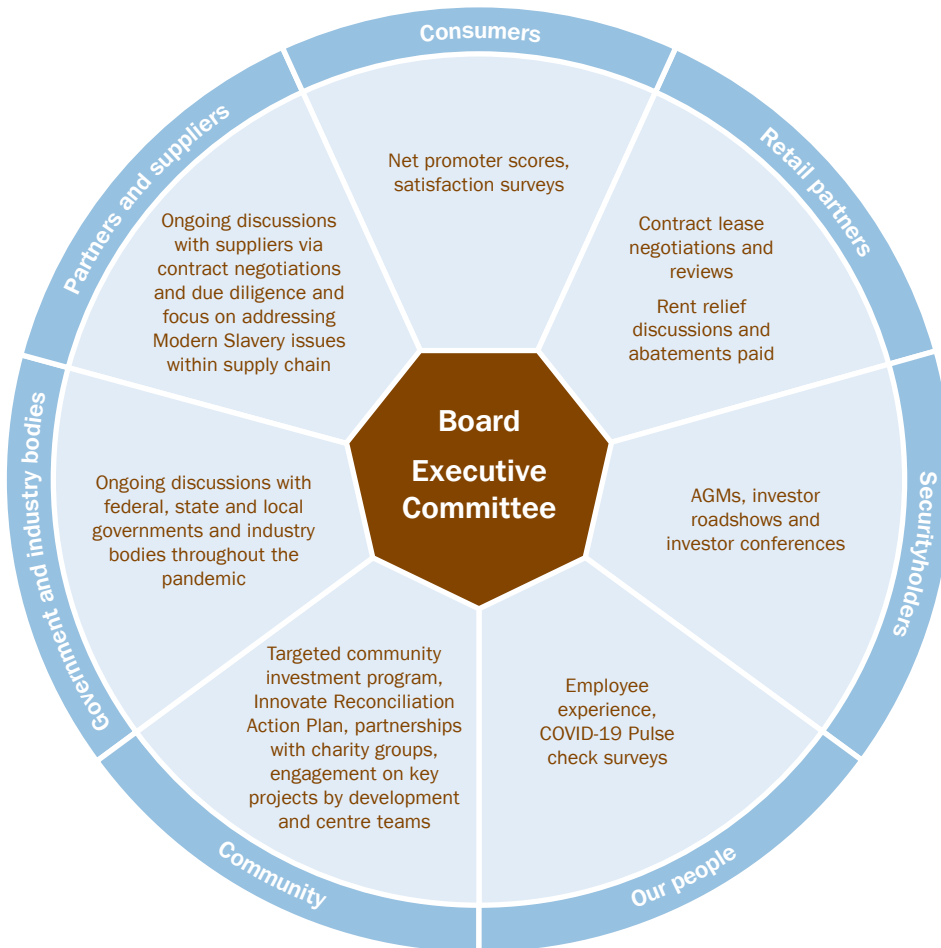 Consumers
Net promoter scores,
satisfaction surveys
Retail partners
Contract lease
negotiations and
reviews
Rent relief
discussions and
abatements paid
Securityholders
AGMs, investor
roadshows and
investor conferences
Our people
Employee
experience,
COVID-19 Pulse
check surveys
Community
Targeted community
investment program,
Innovate Reconciliation
Action Plan, partnerships
with charity groups,
engagement on key
projects by development
and centre teams
Government and industry bodies
Ongoing discussions with
federal, state and local
governments and industry
bodies throughout the
pandemic
Partners and suppliers
Ongoing discussions
with suppliers via
contract negotiations
and due diligence and
focus on addressing
Modern Slavery issues
within supply chain
Board
Executive
Committee